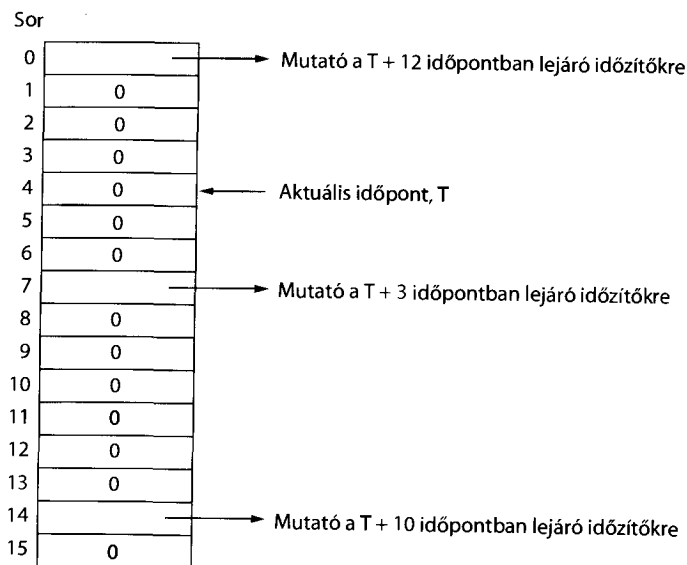 Sor
0 Mutató a T + 12 időpontban lejáró időzítőkre
1 0
2 0
3 0
4 0 Aktuális időpont, T
5 0
6 0
7 Mutató a T + 3 időpontban lejáró időzítőkre
8 0
9 0
10 0
11 0
12 0
13 0
14 Mutató a T + 10 időpontban lejáró időzítőkre
15 0